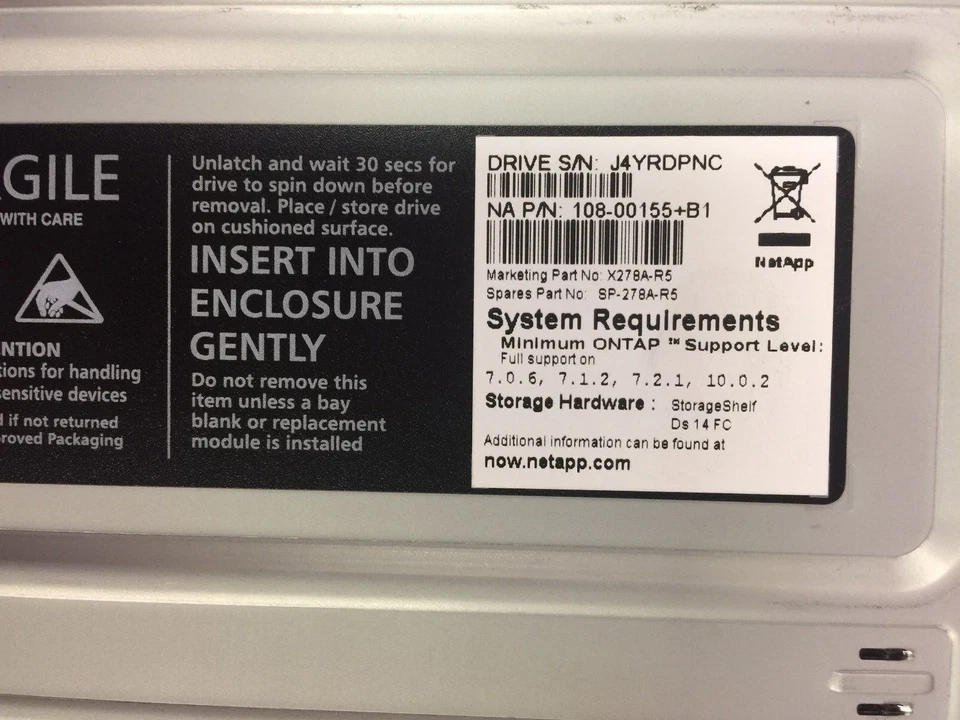 GILE
WITH CARE
NTION
tions for handling
sensitive devices
if not returned
roved Packaging
Unlatch and wait 30 secs for
drive to spin down before
removal. Place / store drive
on cushioned surface.
INSERT INTO
ENCLOSURE
GENTLY
Do not remove this
item unless a bay
blank or replacement
module is installed
DRIVE S/N: J4YRDPNC
NA P/N: 108-00155+B1
NetApp
Marketing Part No: X278A-R5
Spares Part No: SP-278A-R5
System Requirements
Minimum ONTAP ™ Support Level:
Full support on
7.0.6, 7.1.2, 7.2.1, 10.0.2
Storage Hardware : StorageShelf
Ds 14 FC
Additional information can be found at
now.netapp.com